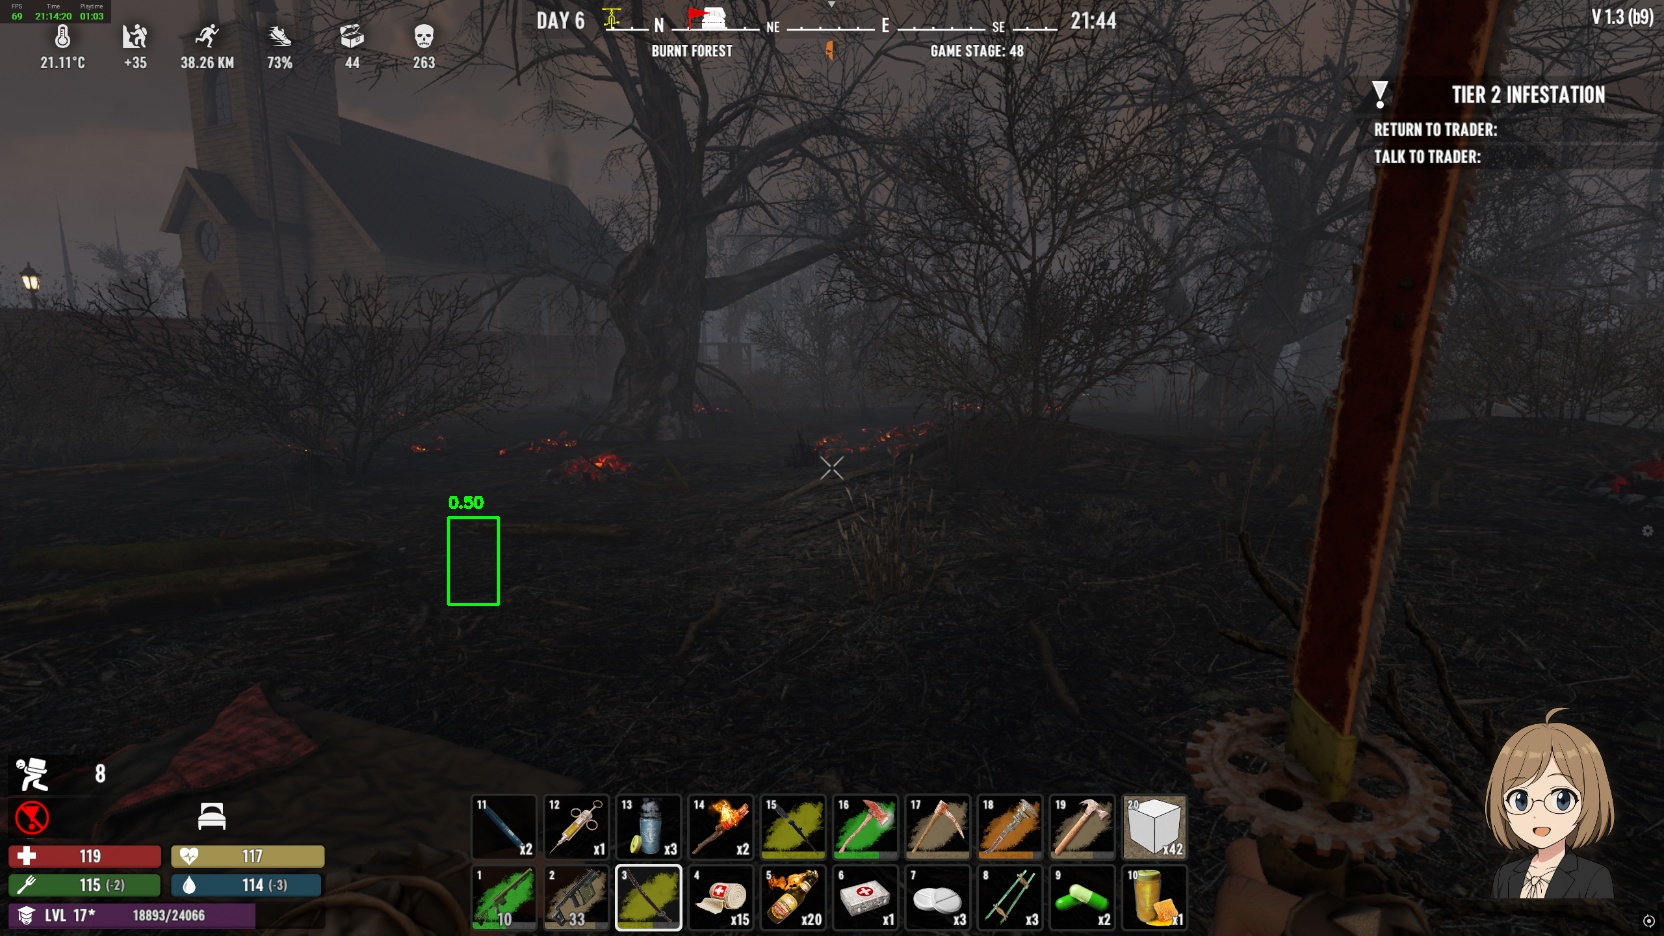 FPS Time Playtime
69 21:14:20 01:03
DAY 6 N NE E SE 21:44
BURNT FOREST GAME STAGE: 48
V 1.3 (b9)
21.11°C +35 38.26 KM 73% 44 263
TIER 2 INFESTATION
RETURN TO TRADER:
TALK TO TRADER:
0.50
8
119 117
115 (-2) 114 (-3)
LVL 17* 18893/24066
11 x2 12 x1 13 x3 14 x2 15 16 17 18 19 20 x42
1 10 2 33 3 4 x15 5 x20 6 x1 7 x3 8 x3 9 x2 10 x1